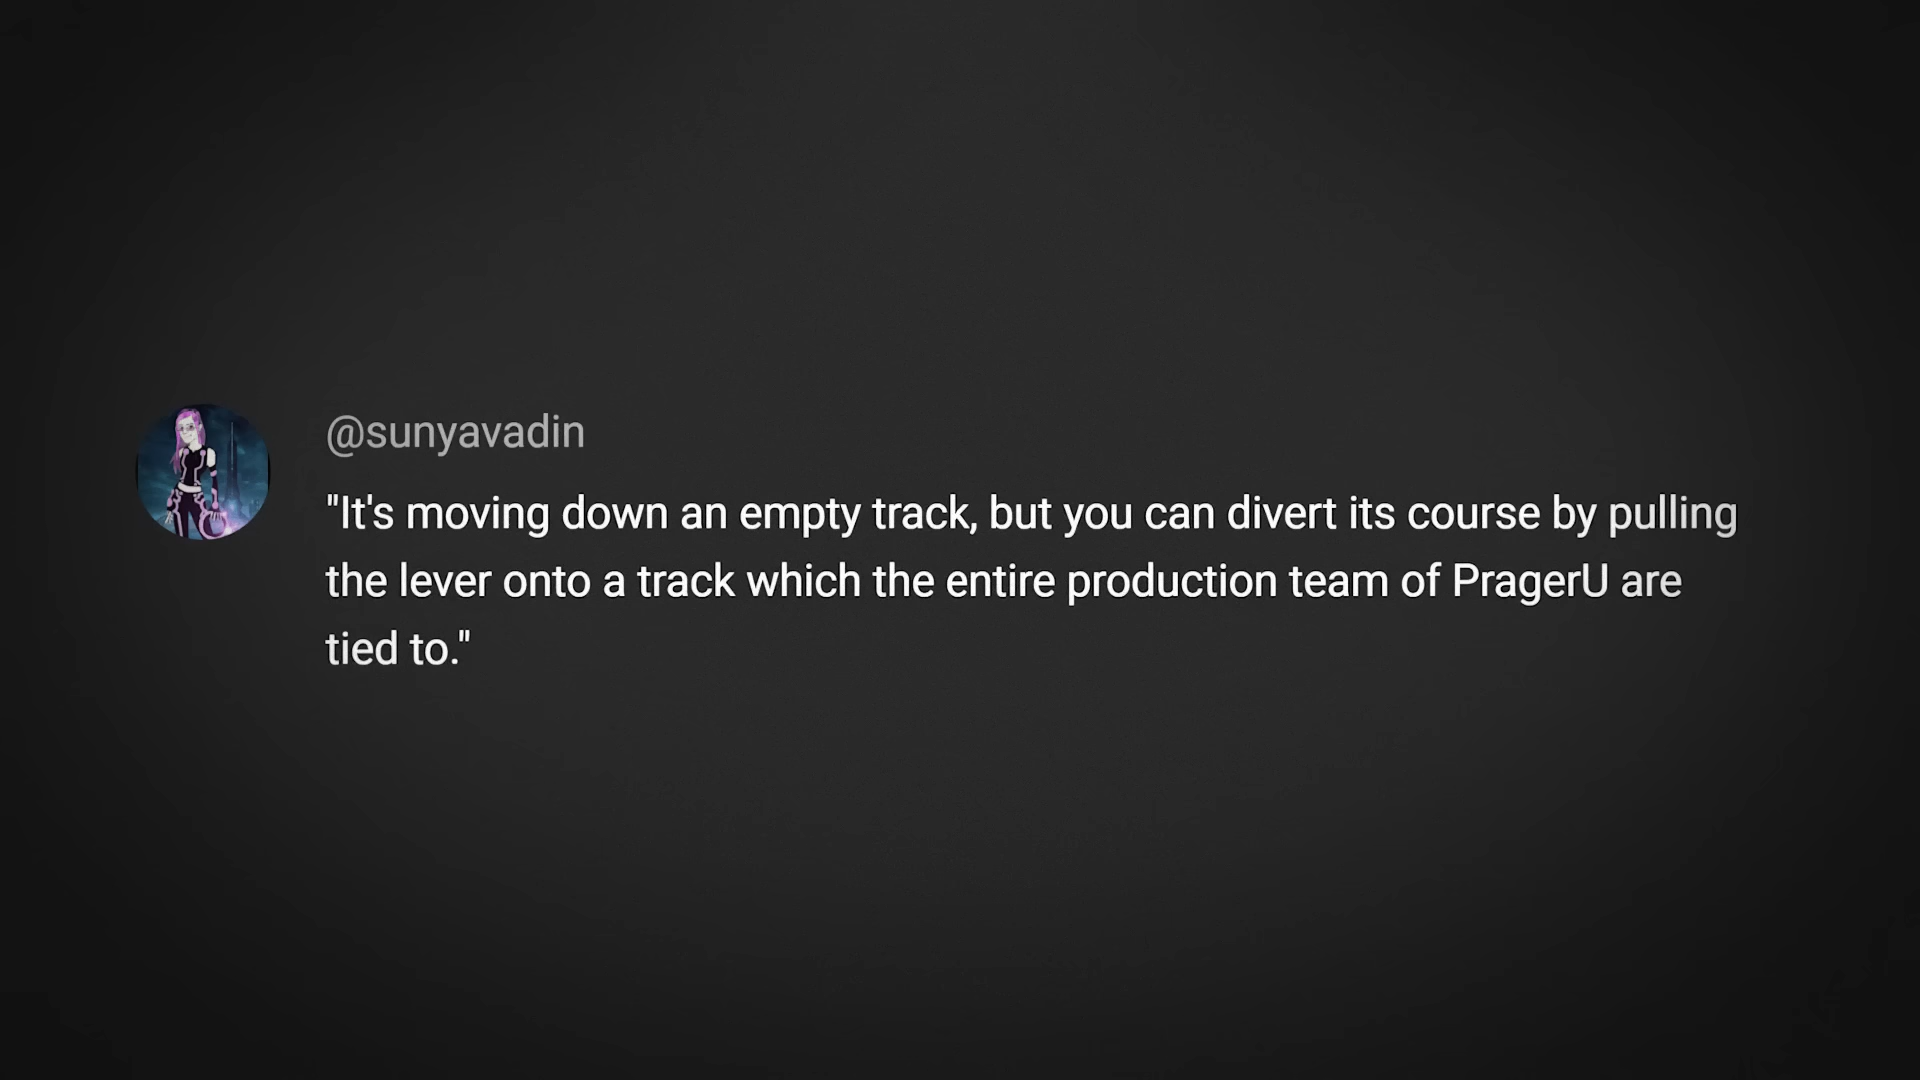 @sunyavadin
"It's moving down an empty track, but you can divert its course by pulling
the lever onto a track which the entire production team of PragerU are
tied to."